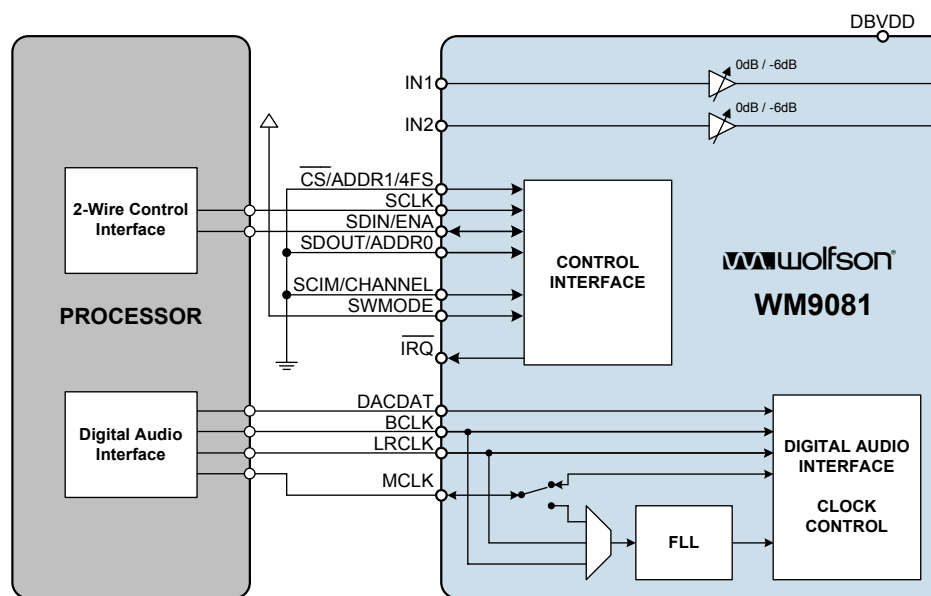 DBVDD
0dB / -6dB
IN1
0dB / -6dB
IN2
CS/ADDR1/4FS
SCLK
SDIN/ENA
SDOUT/ADDR0
SCIM/CHANNEL
SWMODE
IRQ
2-Wire Control
Interface
PROCESSOR
CONTROL
INTERFACE
wolfson®
WM9081
DACDAT
BCLK
LRCLK
MCLK
Digital Audio
Interface
DIGITAL AUDIO
INTERFACE
CLOCK
CONTROL
FLL